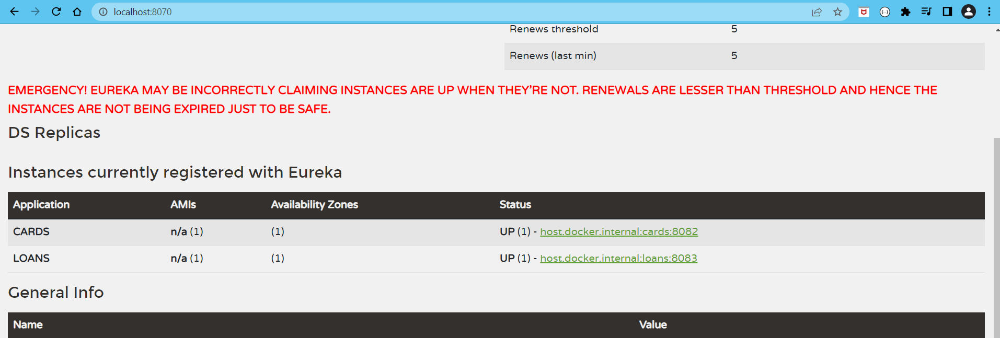 localhost:8070
Renews threshold 5
Renews (last min) 5
EMERGENCY! EUREKA MAY BE INCORRECTLY CLAIMING INSTANCES ARE UP WHEN THEY'RE NOT. RENEWALS ARE LESSER THAN THRESHOLD AND HENCE THE
INSTANCES ARE NOT BEING EXPIRED JUST TO BE SAFE.
DS Replicas
Instances currently registered with Eureka
Application AMIs Availability Zones Status
CARDS n/a (1) (1) UP (1) - host.docker.internal:cards:8082
LOANS n/a (1) (1) UP (1) - host.docker.internal:loans:8083
General Info
Name Value